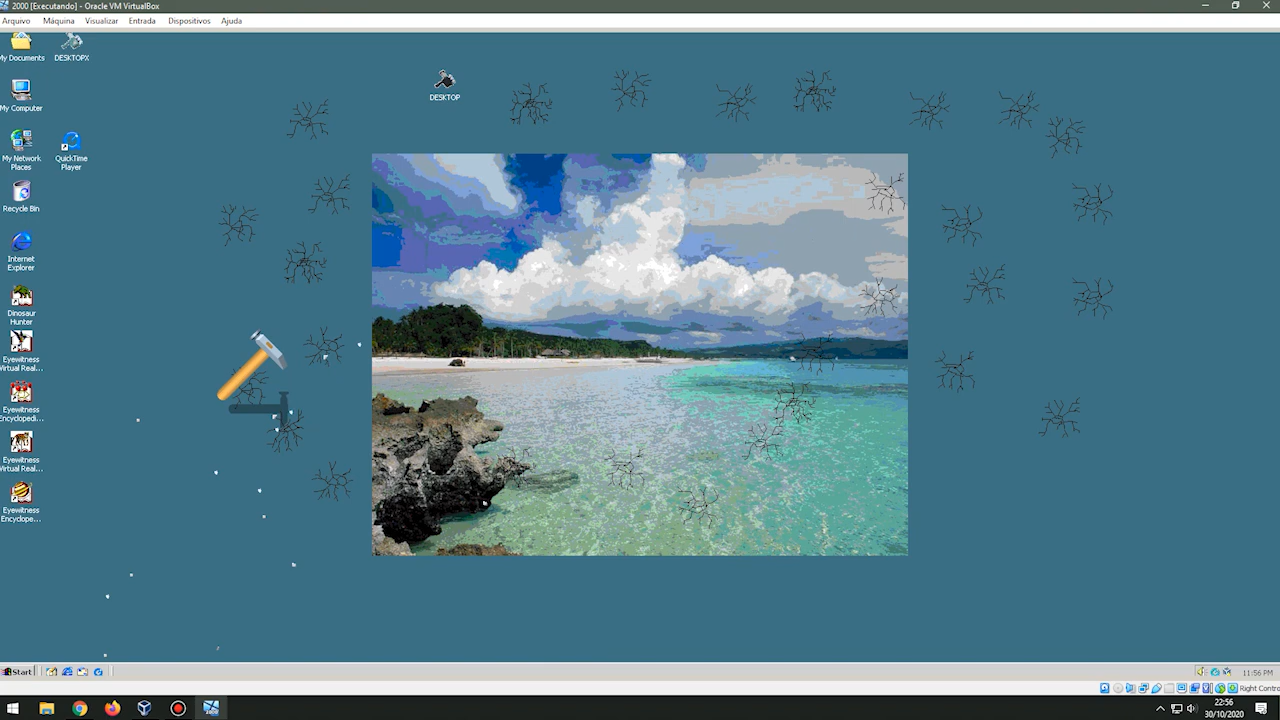 2000 [Executando] - Oracle VM VirtualBox
Arquivo Máquina Visualizar Entrada Dispositivos Ajuda
My Documents
DESKTOPX
DESKTOP
My Computer
My Network
Places
QuickTime
Player
Recycle Bin
Internet
Explorer
Dinosaur
Hunter
Eyewitness
Virtual Real...
Eyewitness
Encyclopedi...
Eyewitness
Virtual Real...
Eyewitness
Encyclope...
Start
11:56 PM
Right Contro
22:56
30/10/2020